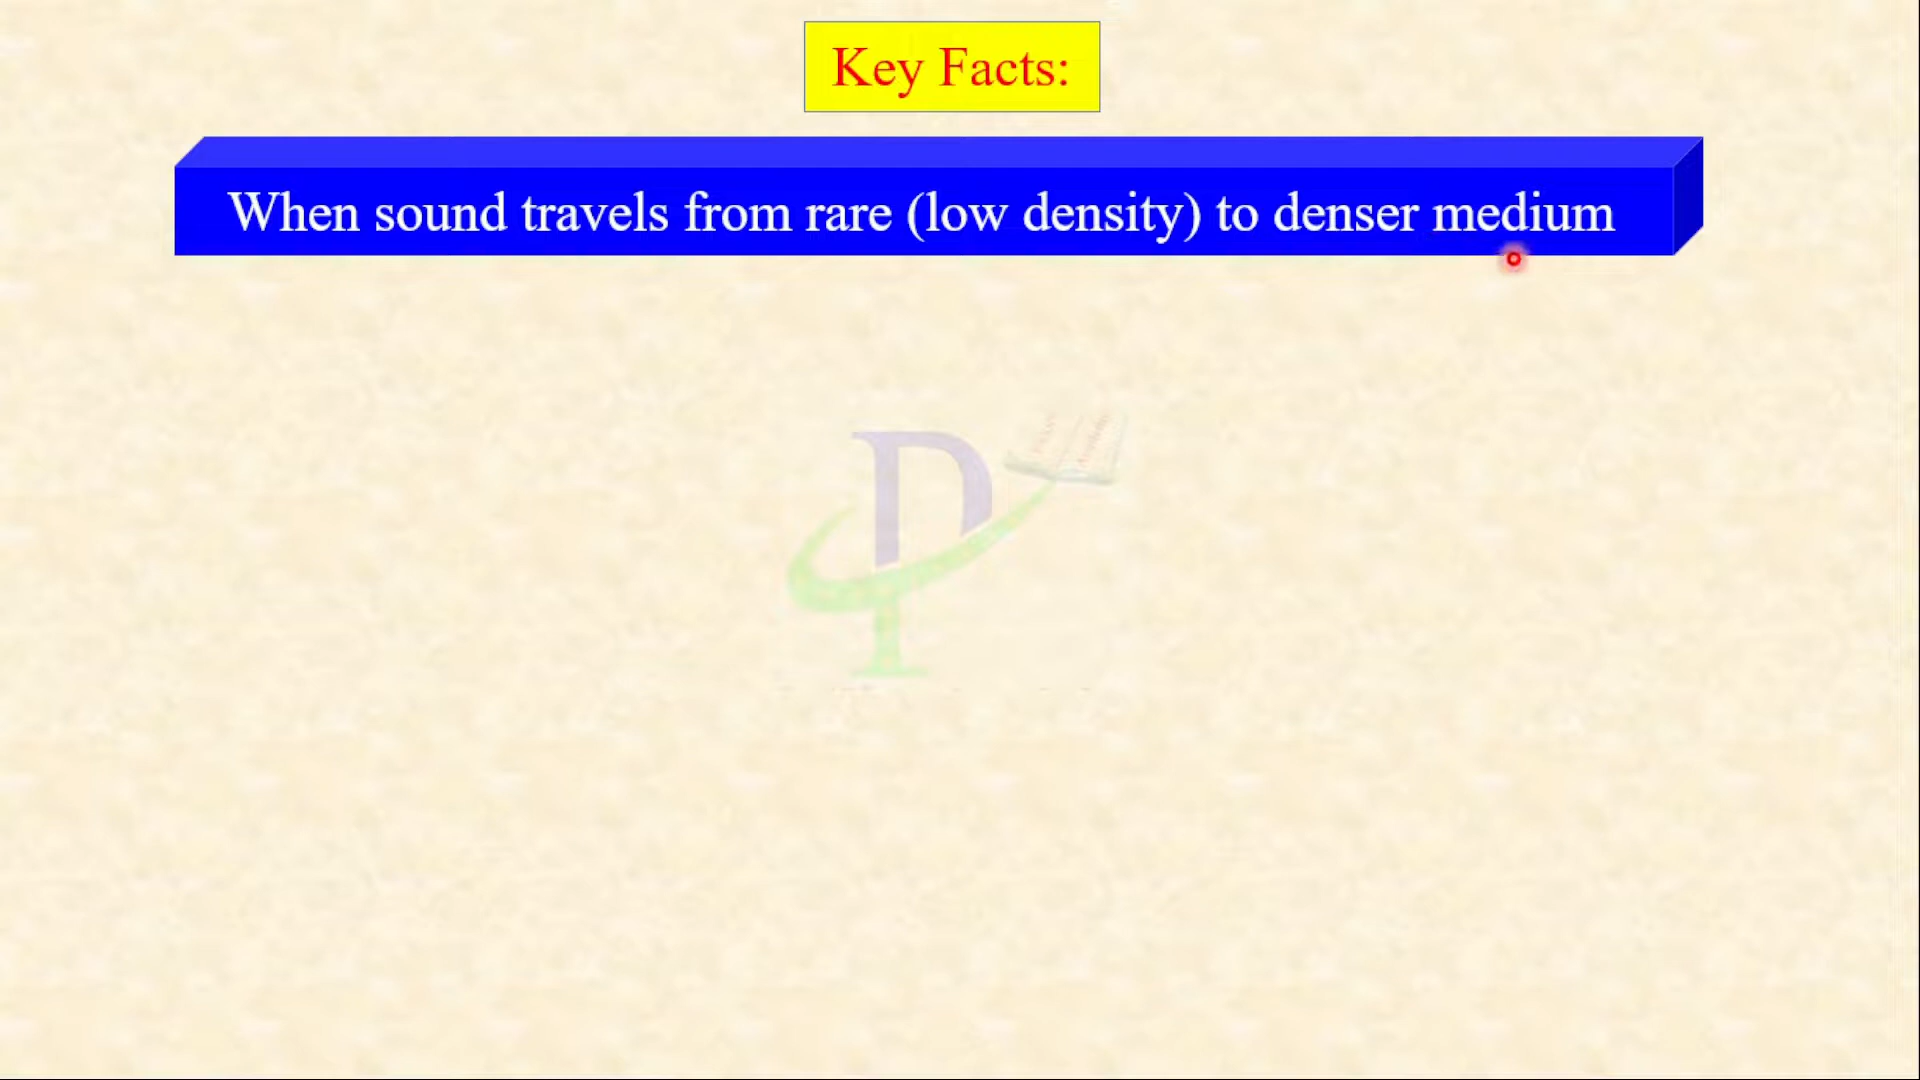 Key Facts:
When sound travels from rare (low density) to denser medium
D